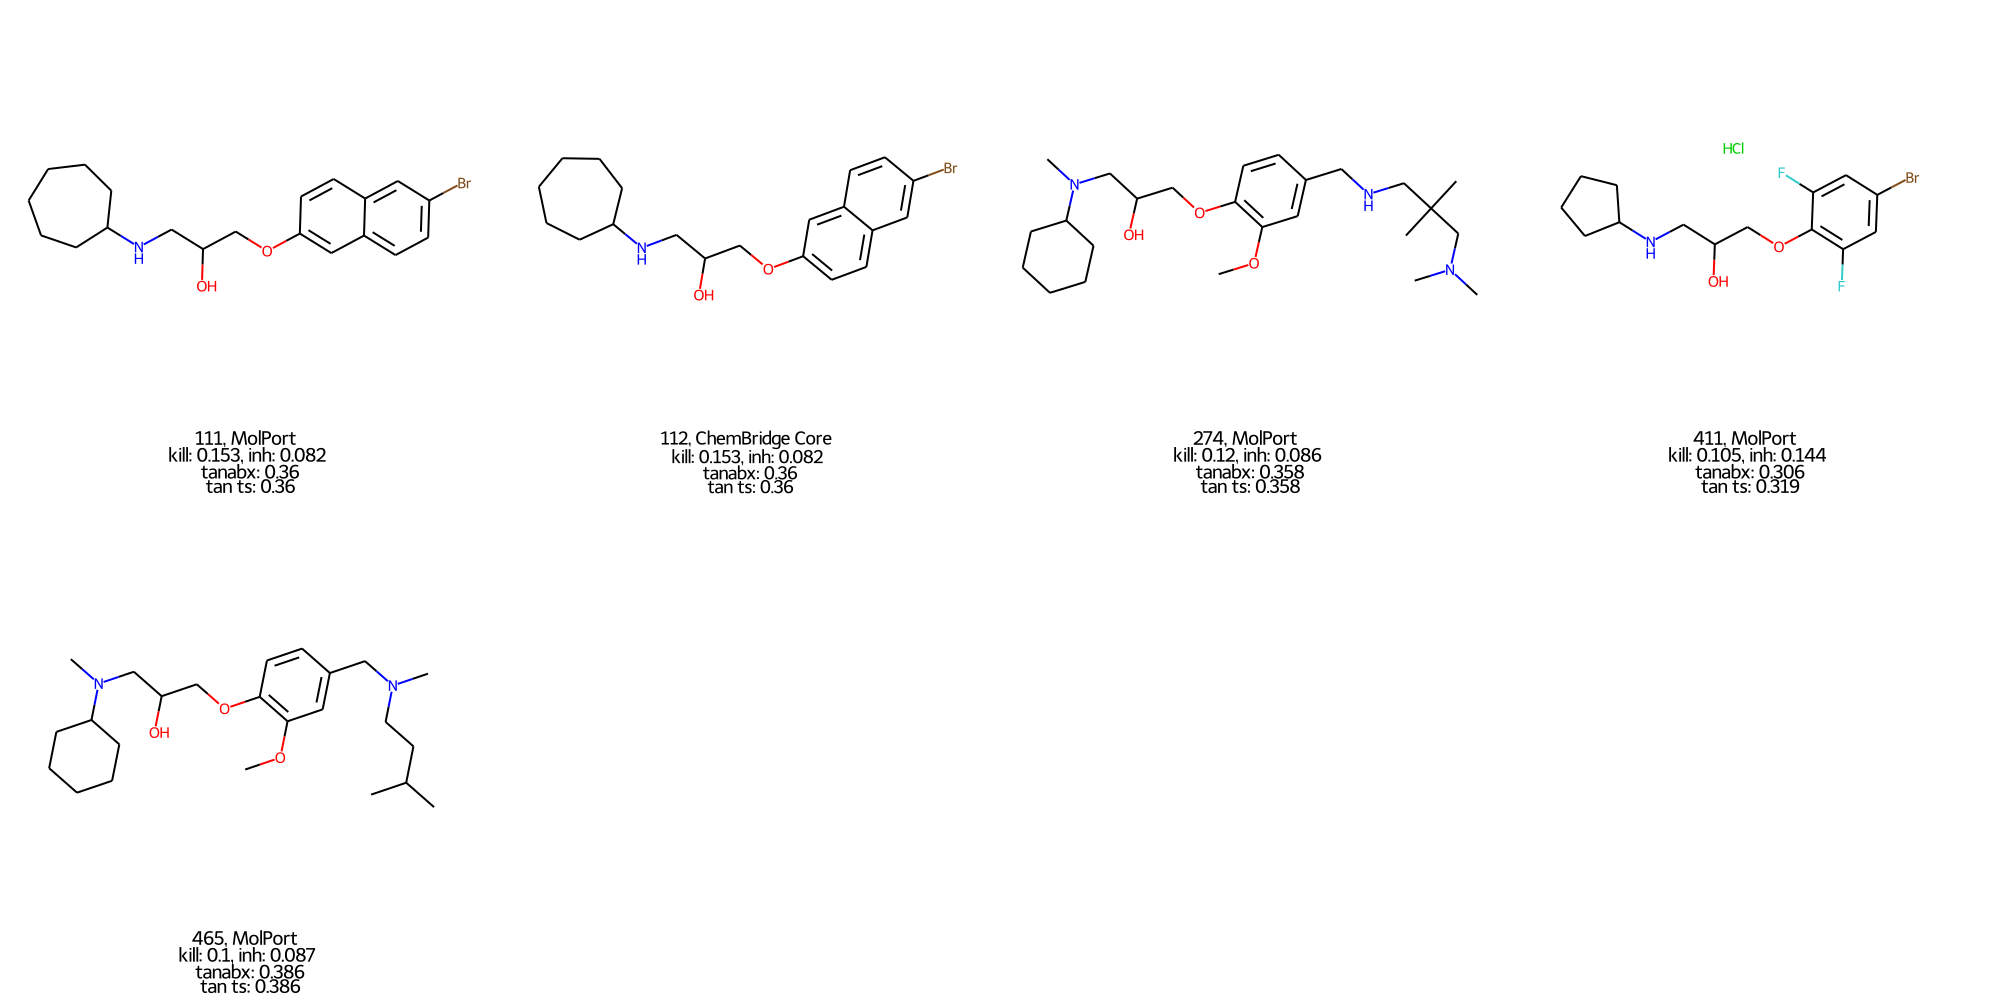 Br
N
H
O
OH
111, MolPort
kill: 0.153, inh: 0.082
tanabx: 0.36
tan ts: 0.36
Br
N
H
O
OH
112, ChemBridge Core
kill: 0.153, inh: 0.082
tanabx: 0.36
tan ts: 0.36
N
N
H
O
OH
O
N
274, MolPort
kill: 0.12, inh: 0.086
tanabx: 0.358
tan ts: 0.358
HCl
F
Br
N
H
O
OH
F
411, MolPort
kill: 0.105, inh: 0.144
tanabx: 0.306
tan ts: 0.319
N
N
O
OH
O
465, MolPort
kill: 0.1, inh: 0.087
tanabx: 0.386
tan ts: 0.386